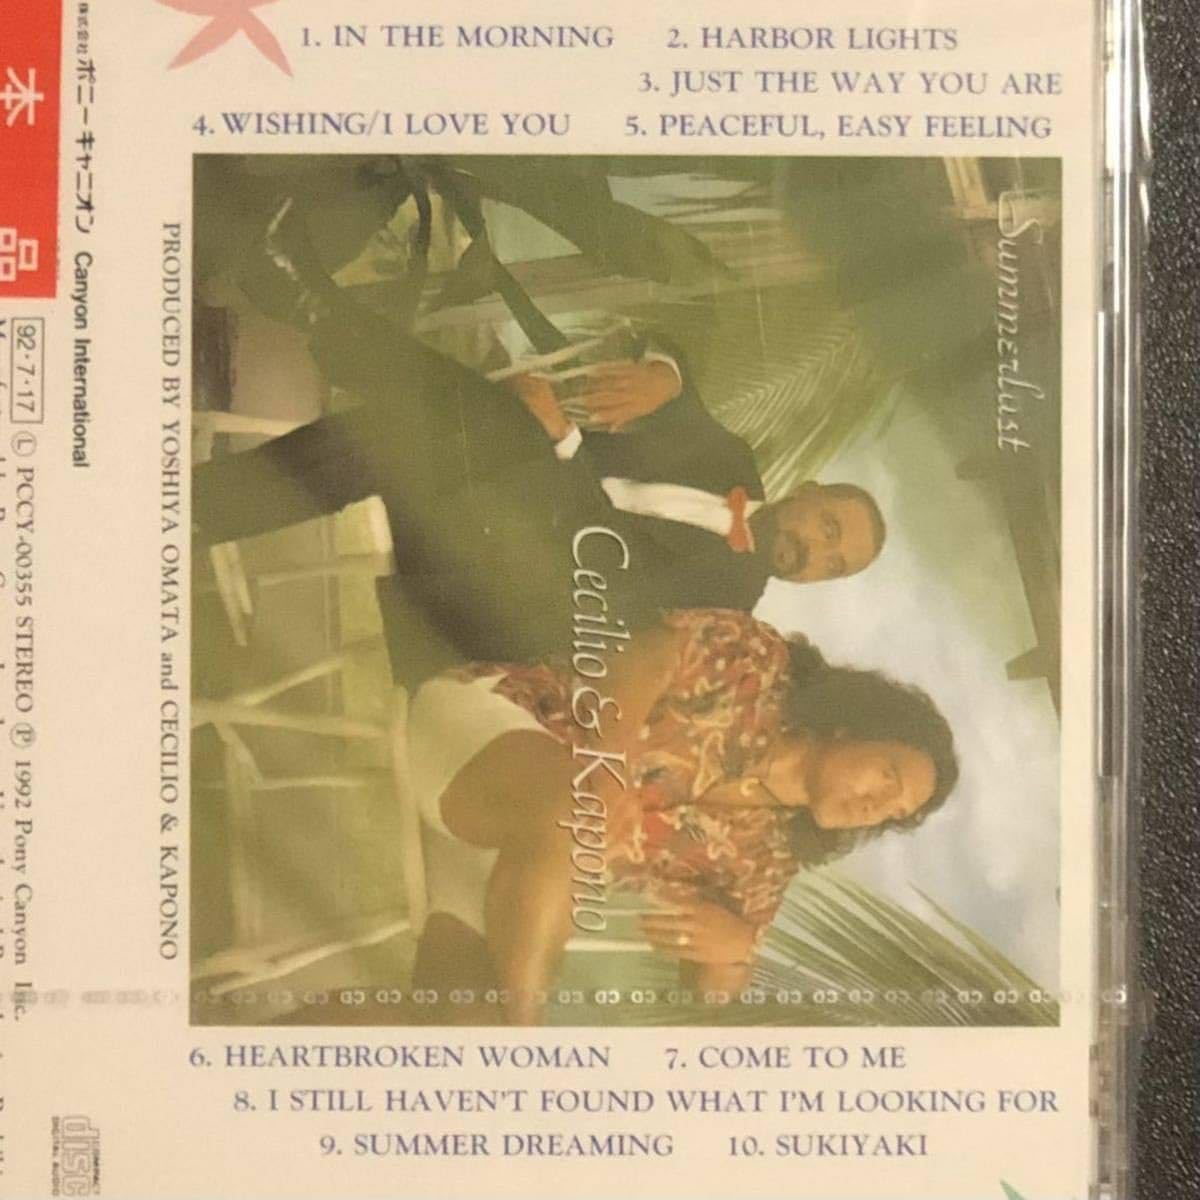 1. IN THE MORNING 2. HARBOR LIGHTS
3. JUST THE WAY YOU ARE
4. WISHING/I LOVE YOU 5. PEACEFUL, EASY FEELING
Summerlust
Cecilio & Kapono
PRODUCED BY YOSHIYA OMATA and CECILIO & KAPONO
6. HEARTBROKEN WOMAN 7. COME TO ME
8. I STILL HAVEN'T FOUND WHAT I'M LOOKING FOR
9. SUMMER DREAMING 10. SUKIYAKI
株式会社ポニーキャニオン Canyon International
本品
92・7・17 Ⓛ PCCY-00355 STEREO Ⓟ 1992 Pony Canyon Inc.
COMPACT
disc
DIGITAL AUDIO